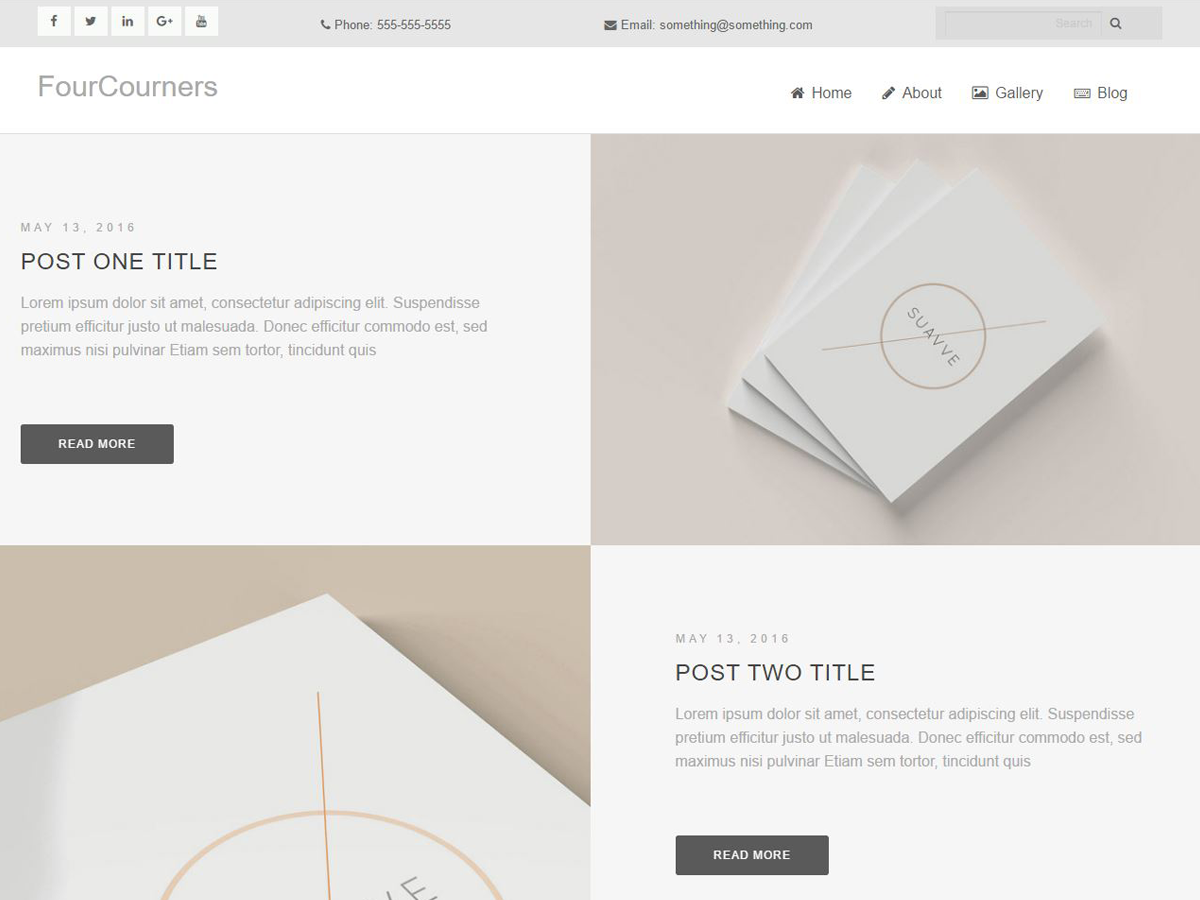 Phone: 555-555-5555
Email: something@something.com
Search
FourCourners
Home
About
Gallery
Blog
MAY 13, 2016
POST ONE TITLE
Lorem ipsum dolor sit amet, consectetur adipiscing elit. Suspendisse
pretium efficitur justo ut malesuada. Donec efficitur commodo est, sed
maximus nisi pulvinar Etiam sem tortor, tincidunt quis
READ MORE
SUAVVE
MAY 13, 2016
POST TWO TITLE
Lorem ipsum dolor sit amet, consectetur adipiscing elit. Suspendisse
pretium efficitur justo ut malesuada. Donec efficitur commodo est, sed
maximus nisi pulvinar Etiam sem tortor, tincidunt quis
READ MORE